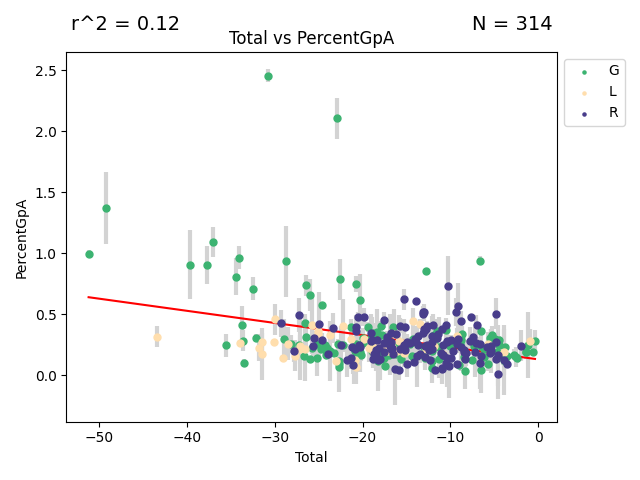 r^2 = 0.12
N = 314
Total vs PercentGpA
G
L
R
2.5
2.0
1.5
1.0
0.5
0.0
PercentGpA
−50
−40
−30
−20
−10
0
Total